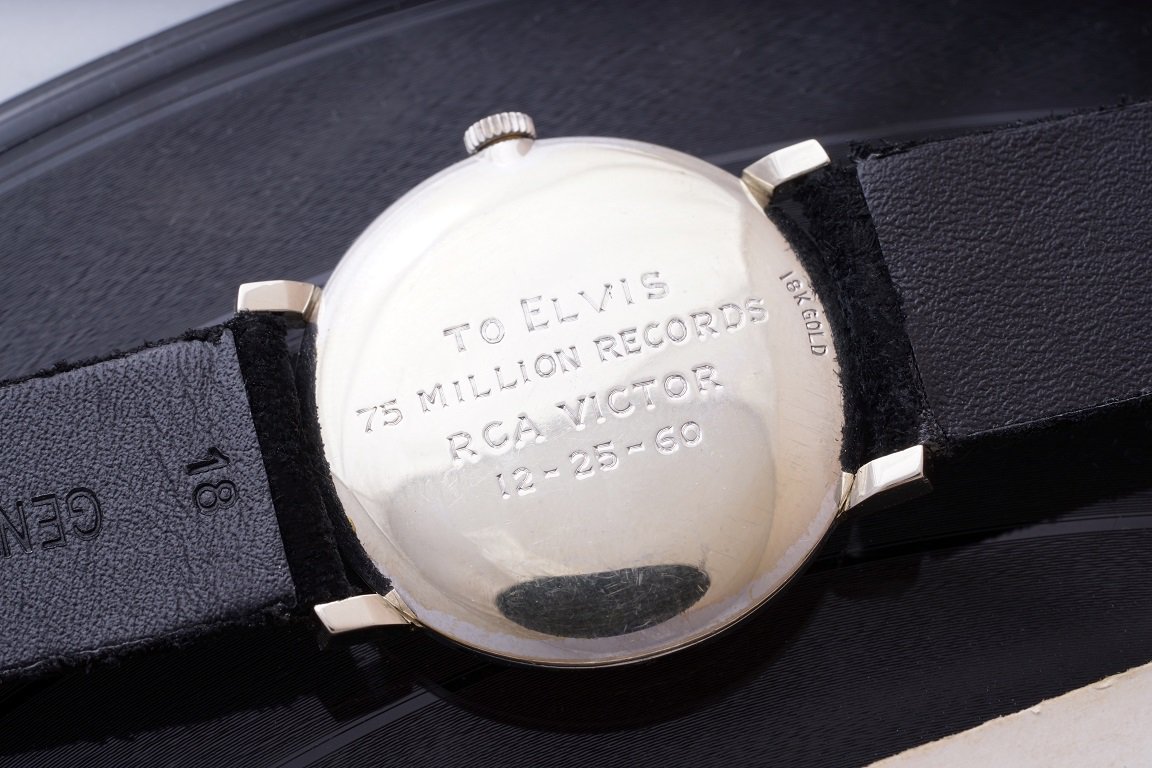 TO ELVIS
75 MILLION RECORDS
RCA VICTOR
12-25-60
18K GOLD
18
GEN